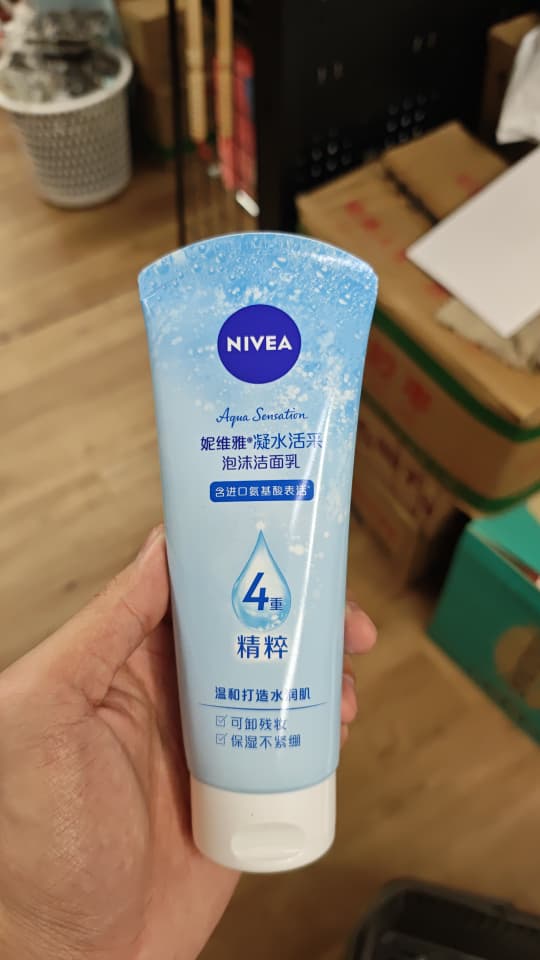 NIVEA
Aqua Sensation
妮维雅®凝水活采
泡沫洁面乳
含进口氨基酸表活*
4重
精粹
温和打造水润肌
☑可卸残妆
☑保湿不紧绷